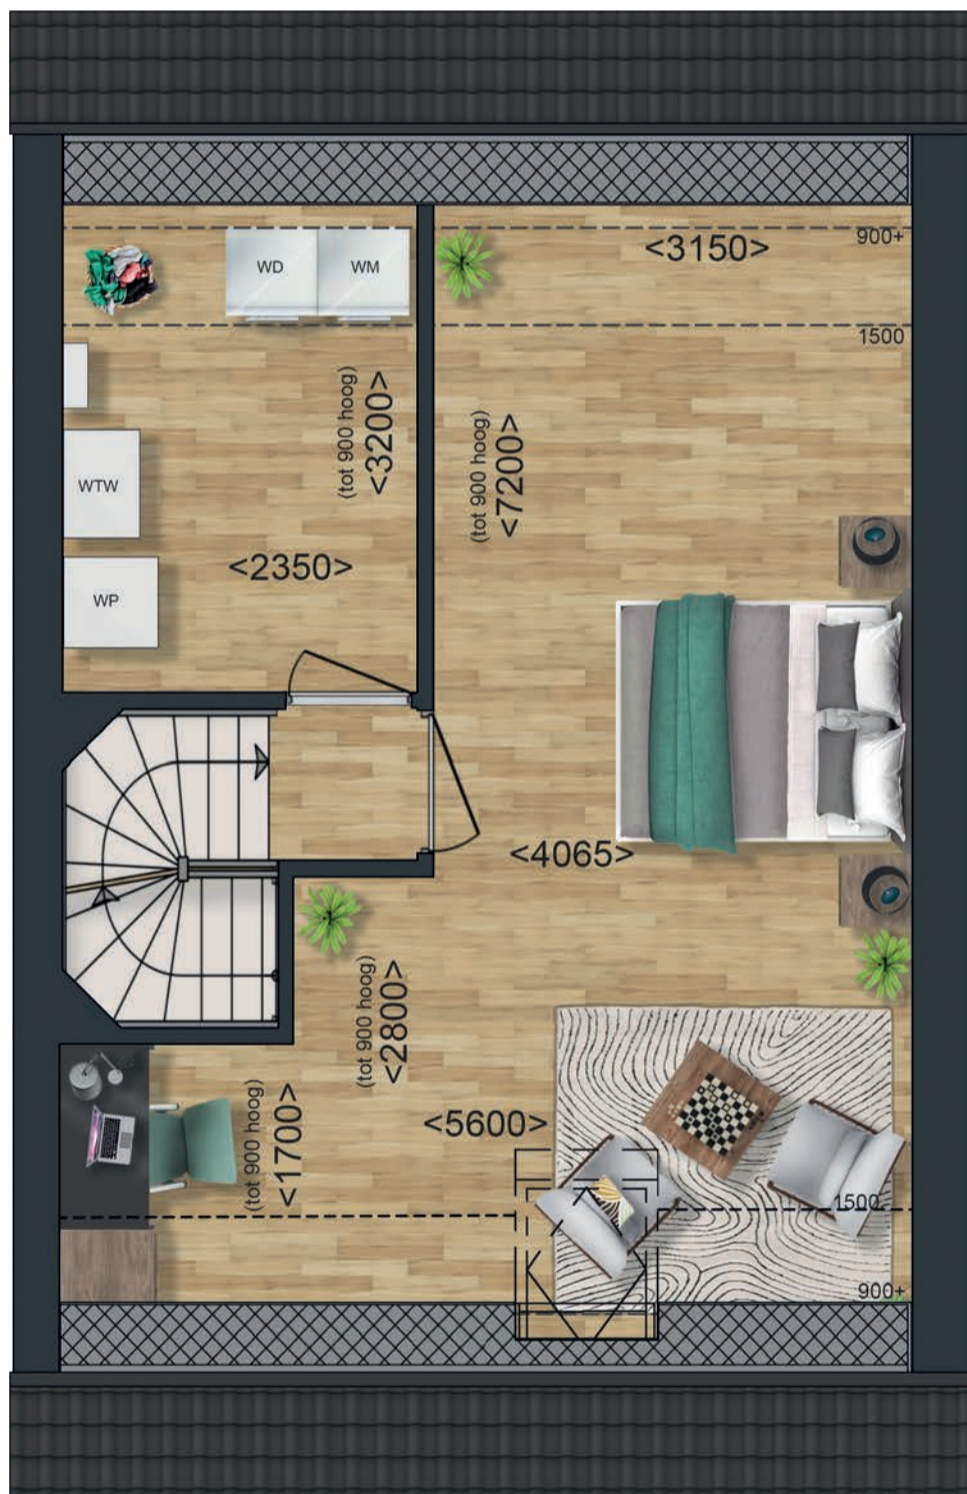 <3150>
900+
WD
WM
1500
(tot 900 hoog)
<3200>
(tot 900 hoog)
<7200>
WTW
<2350>
WP
<4065>
(tot 900 hoog)
<2800>
(tot 900 hoog)
<1700>
<5600>
1500
900+